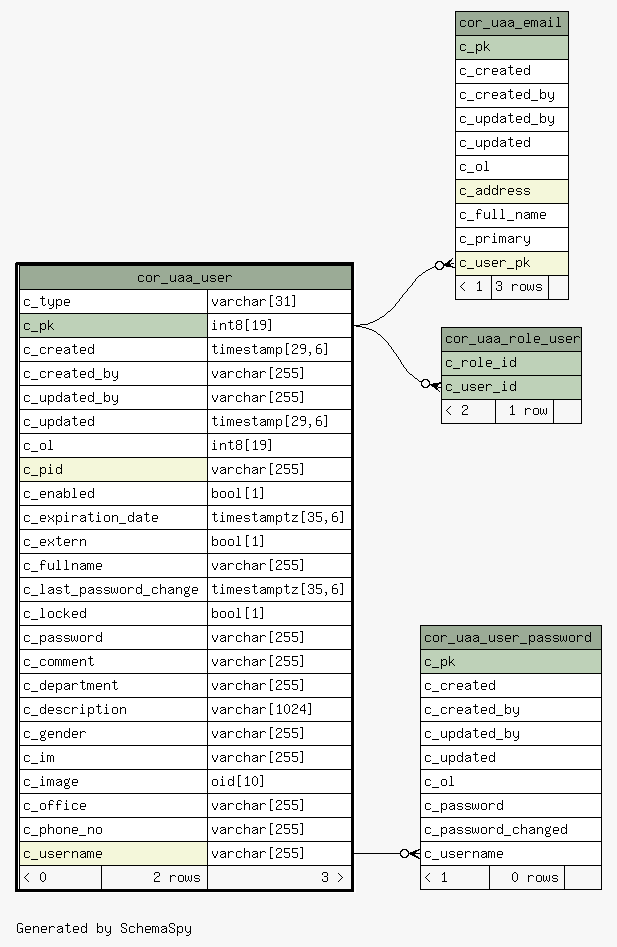 cor_uaa_email
c_pk
c_created
c_created_by
c_updated_by
c_updated
c_ol
c_address
c_full_name
c_primary
c_user_pk
< 1 3 rows
cor_uaa_role_user
c_role_id
c_user_id
< 2 1 row
cor_uaa_user
c_type varchar[31]
c_pk int8[19]
c_created timestamp[29,6]
c_created_by varchar[255]
c_updated_by varchar[255]
c_updated timestamp[29,6]
c_ol int8[19]
c_pid varchar[255]
c_enabled bool[1]
c_expiration_date timestamptz[35,6]
c_extern bool[1]
c_fullname varchar[255]
c_last_password_change timestamptz[35,6]
c_locked bool[1]
c_password varchar[255]
c_comment varchar[255]
c_department varchar[255]
c_description varchar[1024]
c_gender varchar[255]
c_im varchar[255]
c_image oid[10]
c_office varchar[255]
c_phone_no varchar[255]
c_username varchar[255]
< 0 2 rows 3 >
cor_uaa_user_password
c_pk
c_created
c_created_by
c_updated_by
c_updated
c_ol
c_password
c_password_changed
c_username
< 1 0 rows
Generated by SchemaSpy